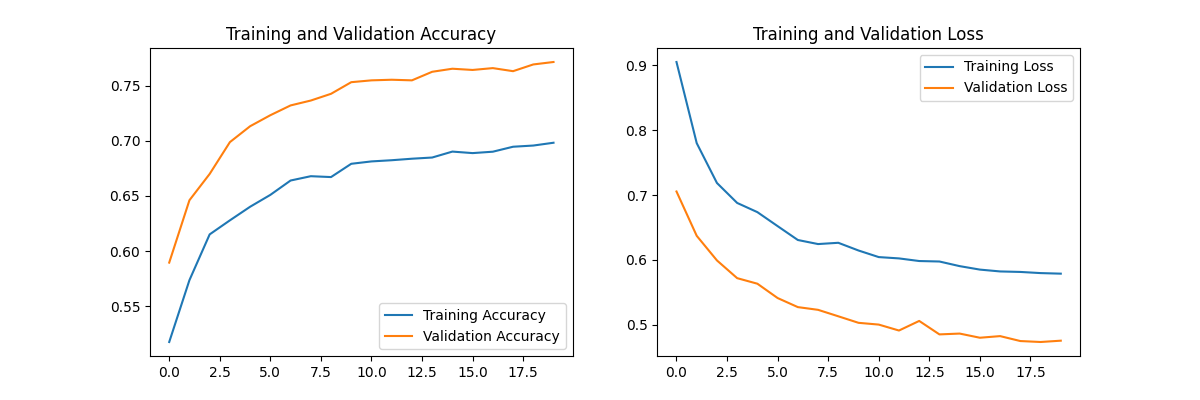 Training and Validation Accuracy
0.75
0.70
0.65
0.60
0.55
Training Accuracy
Validation Accuracy
0.0 2.5 5.0 7.5 10.0 12.5 15.0 17.5
Training and Validation Loss
0.9
0.8
0.7
0.6
0.5
Training Loss
Validation Loss
0.0 2.5 5.0 7.5 10.0 12.5 15.0 17.5